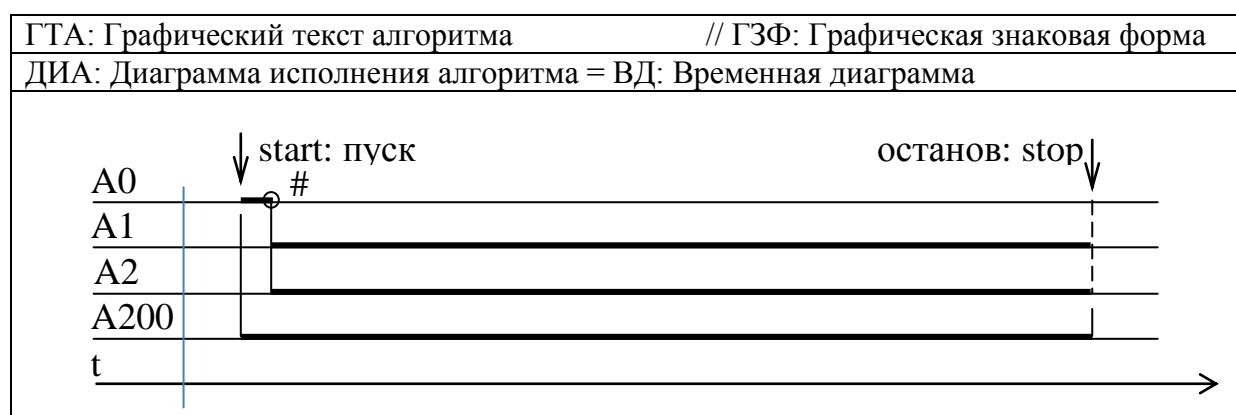 ГТА: Графический текст алгоритма // ГЗФ: Графическая знаковая форма
ДИА: Диаграмма исполнения алгоритма = ВД: Временная диаграмма
start: пуск останов: stop
A0 #
A1
A2
A200
t